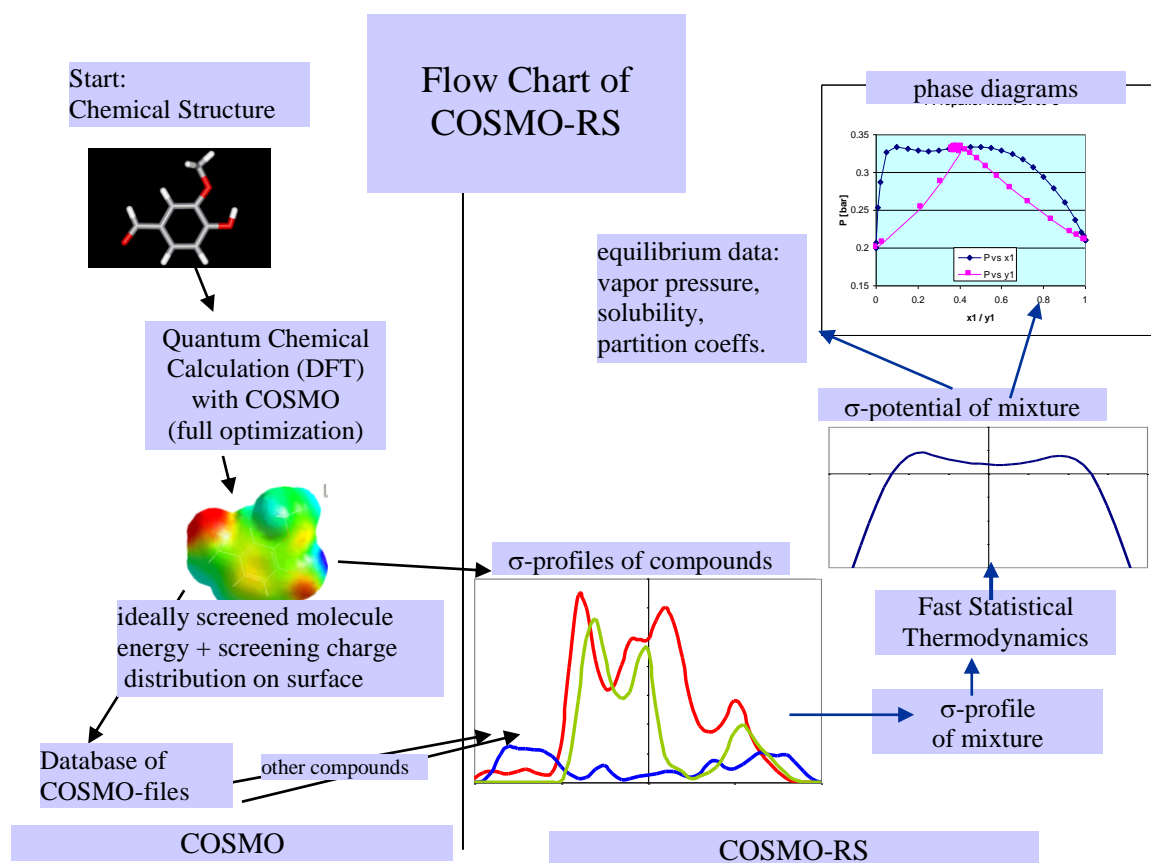 Flow Chart of
COSMO-RS
Start:
Chemical Structure
Quantum Chemical
Calculation (DFT)
with COSMO
(full optimization)
ideally screened molecule
energy + screening charge
distribution on surface
Database of
COSMO-files
other compounds
COSMO
σ-profiles of compounds
σ-profile
of mixture
Fast Statistical
Thermodynamics
σ-potential of mixture
equilibrium data:
vapor pressure,
solubility,
partition coeffs.
phase diagrams
0.35
0.3
0.25
0.2
0.15
P [bar]
P vs x1
P vs y1
0
0.2
0.4
0.6
0.8
1
x1 / y1
COSMO-RS